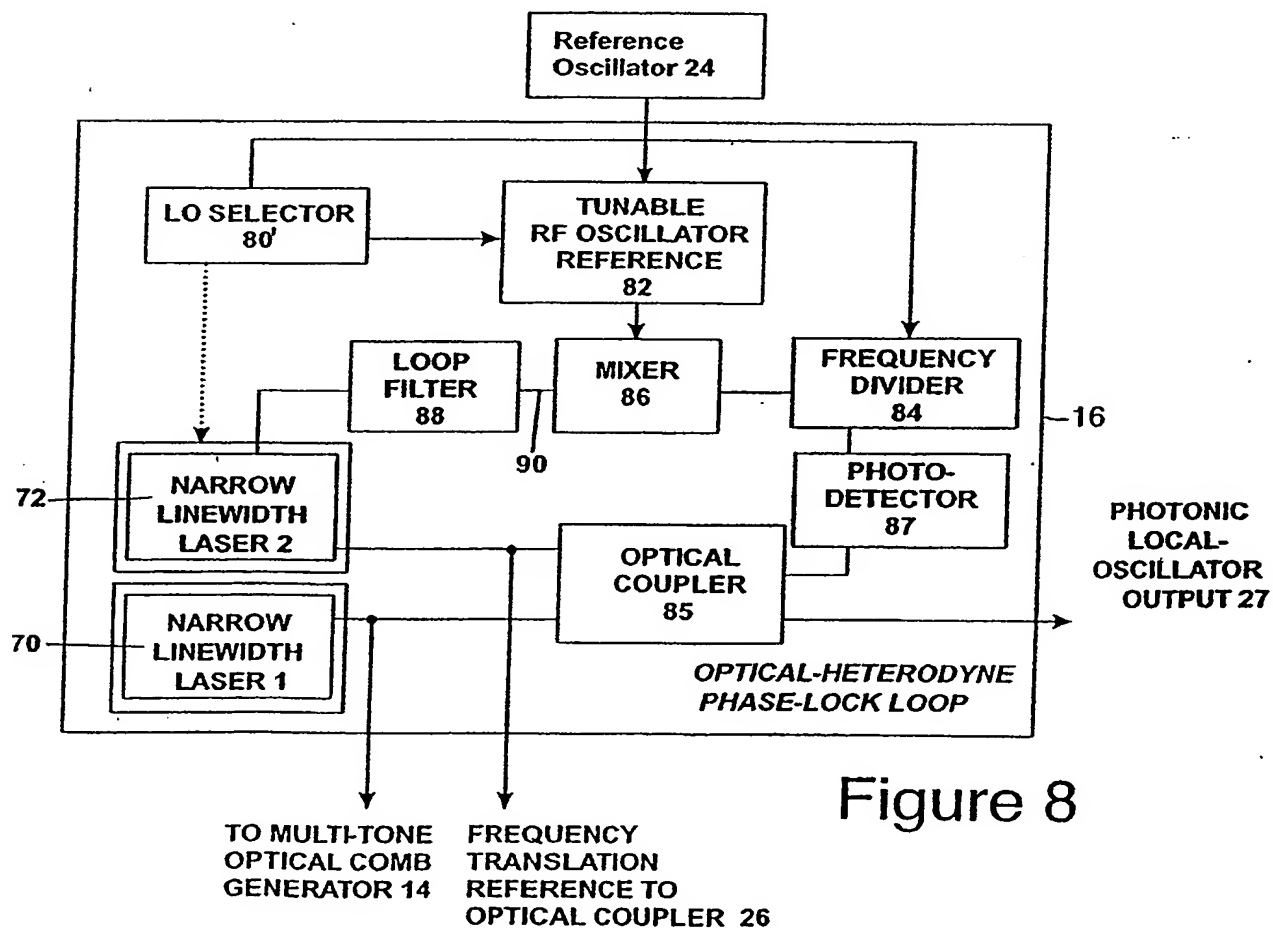 Reference
Oscillator 24
LO SELECTOR
80'
TUNABLE
RF OSCILLATOR
REFERENCE
82
LOOP
FILTER
88
MIXER
86
FREQUENCY
DIVIDER
84
16
90
72
NARROW
LINEWIDTH
LASER 2
PHOTO-
DETECTOR
87
OPTICAL
COUPLER
85
PHOTONIC
LOCAL-
OSCILLATOR
OUTPUT 27
70
NARROW
LINEWIDTH
LASER 1
OPTICAL-HETERODYNE
PHASE-LOCK LOOP
Figure 8
TO MULTI-TONE
OPTICAL COMB
GENERATOR 14
FREQUENCY
TRANSLATION
REFERENCE TO
OPTICAL COUPLER 26